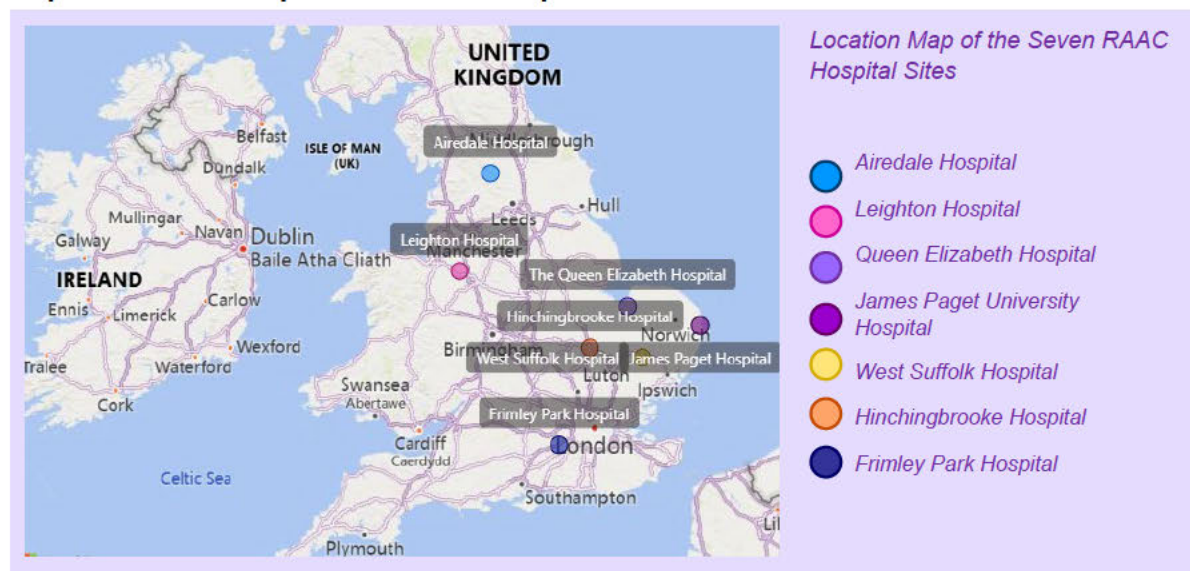 Location Map of the Seven RAAC
Hospital Sites
Airedale Hospital
Leighton Hospital
Queen Elizabeth Hospital
James Paget University
Hospital
West Suffolk Hospital
Hinchingbrooke Hospital
Frimley Park Hospital
UNITED
KINGDOM
Belfast
ISLE OF MAN
(UK)
Airedale Hospital
Dundalk
Mullingar
Navan
Leeds
Hull
Galway
Dublin
Baile Atha Cliath
Leighton Hospital
Manchester
IRELAND
The Queen Elizabeth Hospital
Ennis
Limerick
Carlow
Hinchingbrooke Hospital
Norwich
Tralee
Waterford
Wexford
Birmingham
West Suffolk Hospital
James Paget Hospital
Luton
Ipswich
Cork
Swansea
Abertawe
Frimley Park Hospital
Cardiff
Caerdydd
London
Celtic Sea
Southampton
Plymouth